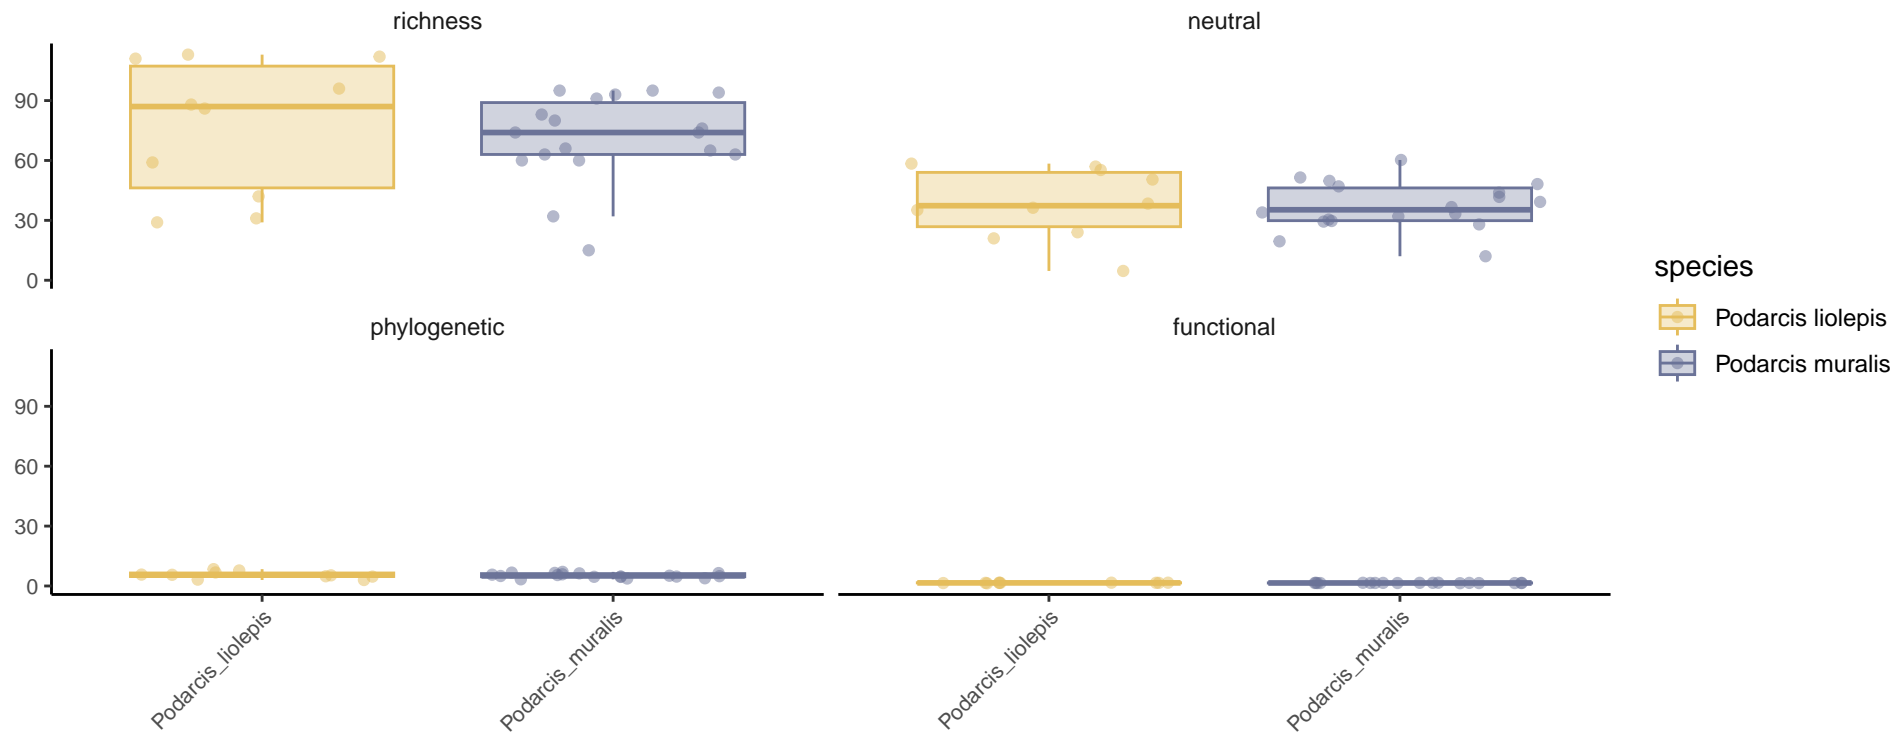 richness
neutral
90
60
30
0
phylogenetic
functional
90
60
30
0
Podarcis_liolepis
Podarcis_muralis
Podarcis_liolepis
Podarcis_muralis
species
Podarcis liolepis
Podarcis muralis